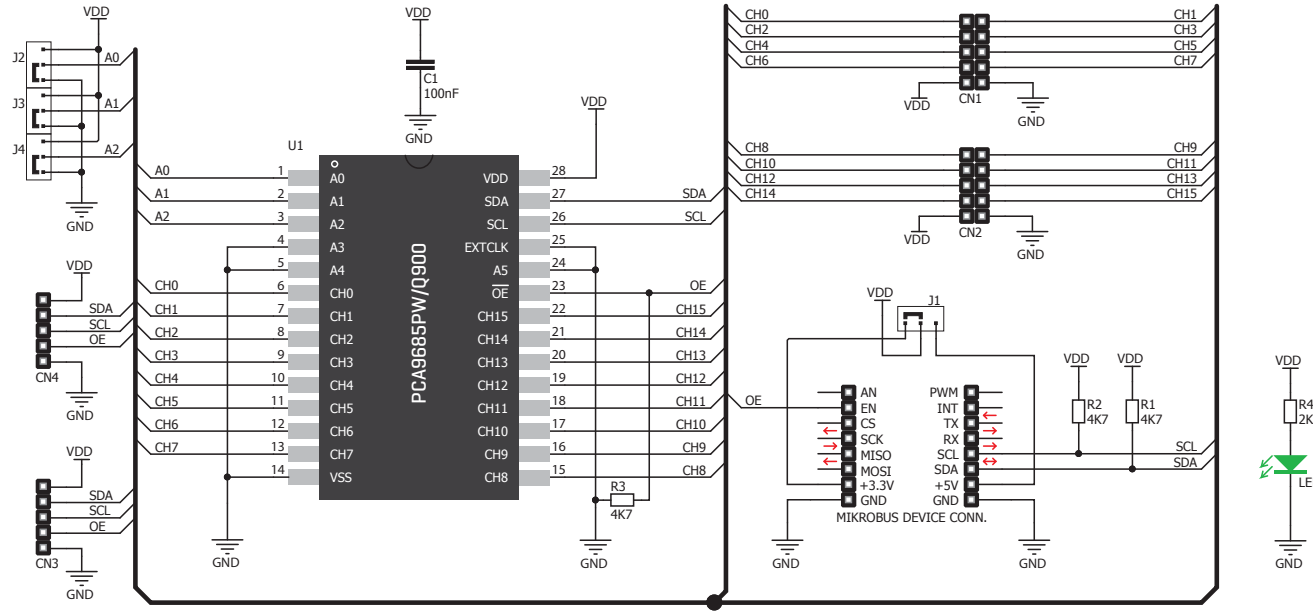 VDD
J2
A0
J3
A1
J4
A2
GND
VDD
C1
100nF
GND
VDD
U1
PCA9685PW/Q900
A0 1 A0
A1 2 A1
A2 3 A2
4 A3
5 A4
CH0 6 CH0
CH1 7 CH1
CH2 8 CH2
CH3 9 CH3
CH4 10 CH4
CH5 11 CH5
CH6 12 CH6
CH7 13 CH7
14 VSS
GND
VDD 28
SDA 27 SDA
SCL 26 SCL
EXTCLK 25
A5 24
OE 23 OE
CH15 22 CH15
CH14 21 CH14
CH13 20 CH13
CH12 19 CH12
CH11 18 CH11
CH10 17 CH10
CH9 16 CH9
CH8 15 CH8
R3
4K7
GND
VDD
SDA
SCL
OE
CN4
GND
VDD
SDA
SCL
OE
CN3
GND
CH0 CH1
CH2 CH3
CH4 CH5
CH6 CH7
VDD CN1 GND
CH8 CH9
CH10 CH11
CH12 CH13
CH14 CH15
VDD CN2 GND
VDD J1
OE
AN PWM
EN INT
CS TX
SCK RX
MISO SCL
MOSI SDA
+3.3V +5V
GND GND
MIKROBUS DEVICE CONN.
GND GND
VDD VDD
R2 R1
4K7 4K7
SCL
SDA
VDD
R4
2K
LE
GND